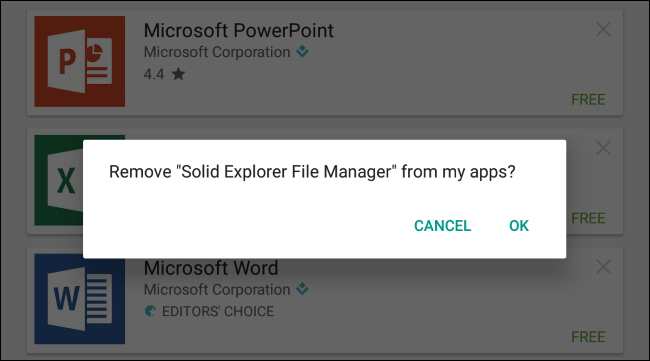 Microsoft PowerPoint
Microsoft Corporation
4.4
FREE
Remove "Solid Explorer File Manager" from my apps?
CANCEL OK
FREE
Microsoft Word
Microsoft Corporation
EDITORS' CHOICE
FREE